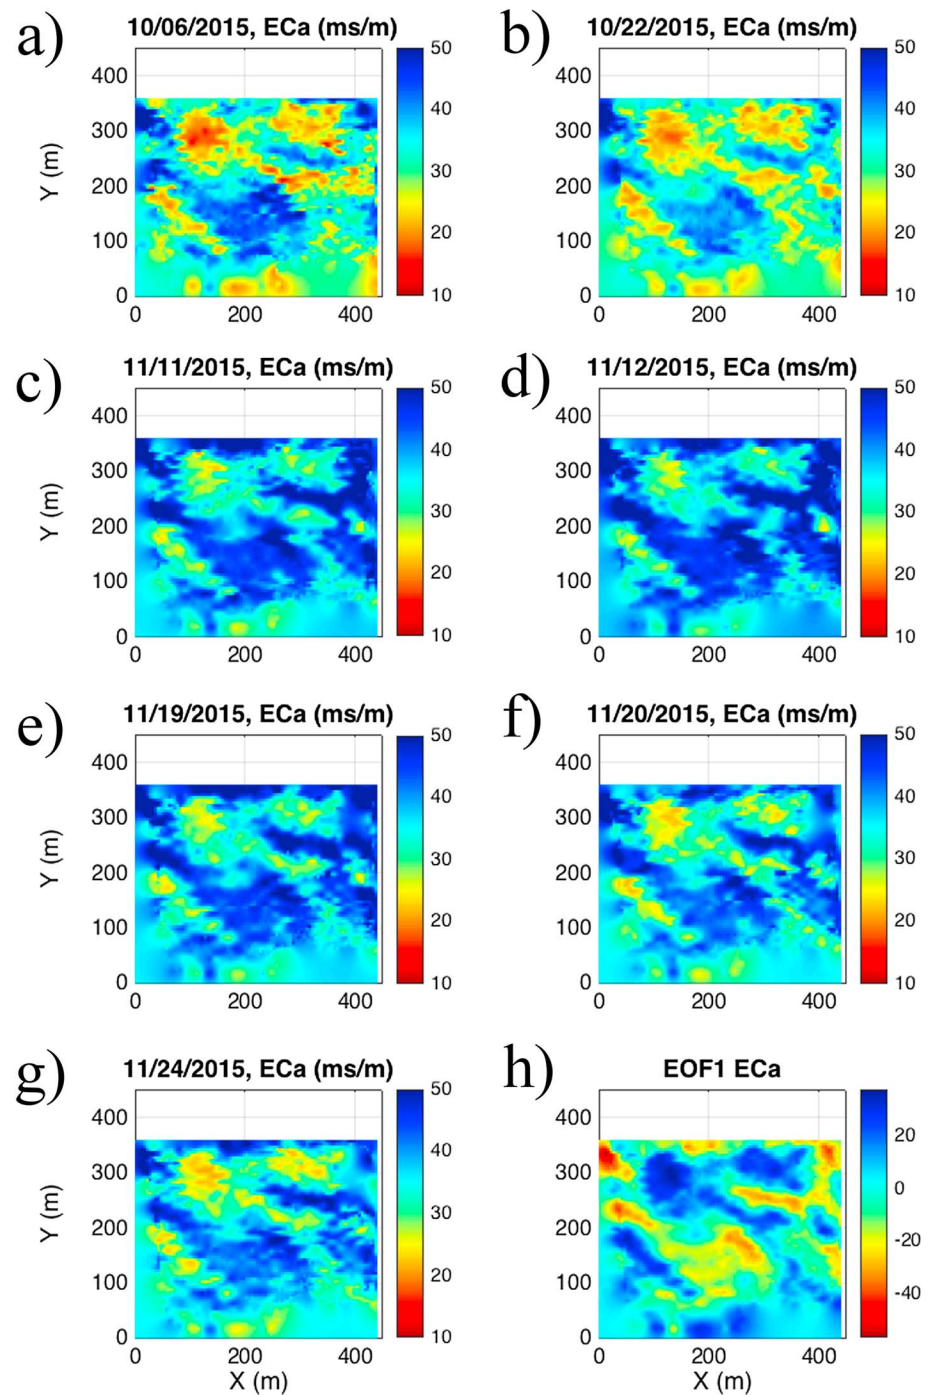 a)
10/06/2015, ECa (ms/m)
400
300
200
100
0
Y (m)
0 200 400
50
40
30
20
10
b)
10/22/2015, ECa (ms/m)
400
300
200
100
0
0 200 400
50
40
30
20
10
c)
11/11/2015, ECa (ms/m)
400
300
200
100
0
Y (m)
0 200 400
50
40
30
20
10
d)
11/12/2015, ECa (ms/m)
400
300
200
100
0
0 200 400
50
40
30
20
10
e)
11/19/2015, ECa (ms/m)
400
300
200
100
0
Y (m)
0 200 400
50
40
30
20
10
f)
11/20/2015, ECa (ms/m)
400
300
200
100
0
0 200 400
50
40
30
20
10
g)
11/24/2015, ECa (ms/m)
400
300
200
100
0
Y (m)
0 200 400
X (m)
50
40
30
20
10
h)
EOF1 ECa
400
300
200
100
0
0 200 400
X (m)
20
0
-20
-40